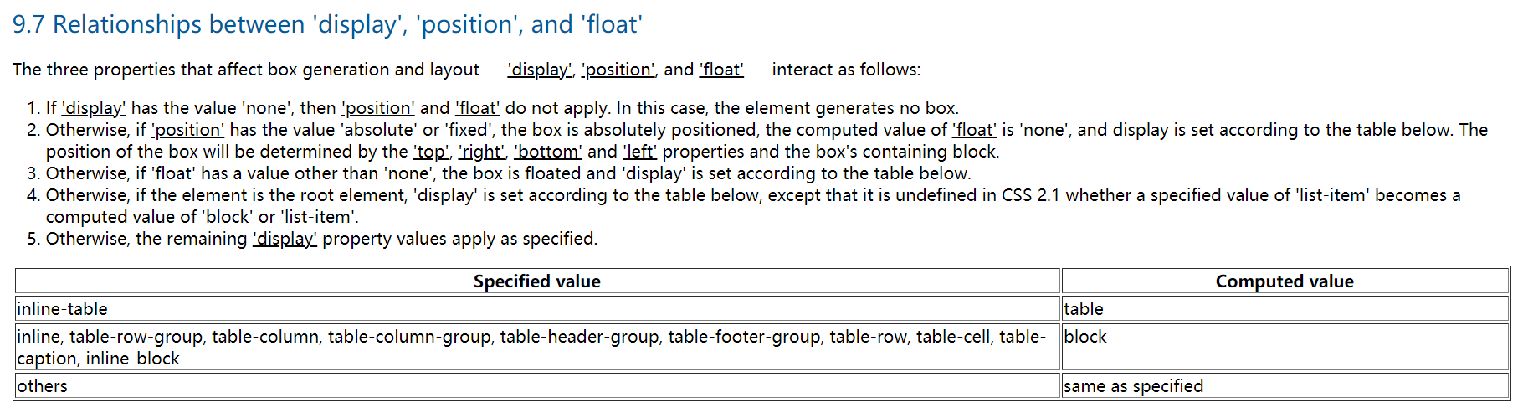 9.7 Relationships between 'display', 'position', and 'float'
The three properties that affect box generation and layout 'display', 'position', and 'float' interact as follows:
1. If 'display' has the value 'none', then 'position' and 'float' do not apply. In this case, the element generates no box.
2. Otherwise, if 'position' has the value 'absolute' or 'fixed', the box is absolutely positioned, the computed value of 'float' is 'none', and display is set according to the table below. The
position of the box will be determined by the 'top', 'right', 'bottom' and 'left' properties and the box's containing block.
3. Otherwise, if 'float' has a value other than 'none', the box is floated and 'display' is set according to the table below.
4. Otherwise, if the element is the root element, 'display' is set according to the table below, except that it is undefined in CSS 2.1 whether a specified value of 'list-item' becomes a
computed value of 'block' or 'list-item'.
5. Otherwise, the remaining 'display' property values apply as specified.
Specified value Computed value
inline-table table
inline, table-row-group, table-column, table-column-group, table-header-group, table-footer-group, table-row, table-cell, table- block
caption, inline block
others same as specified